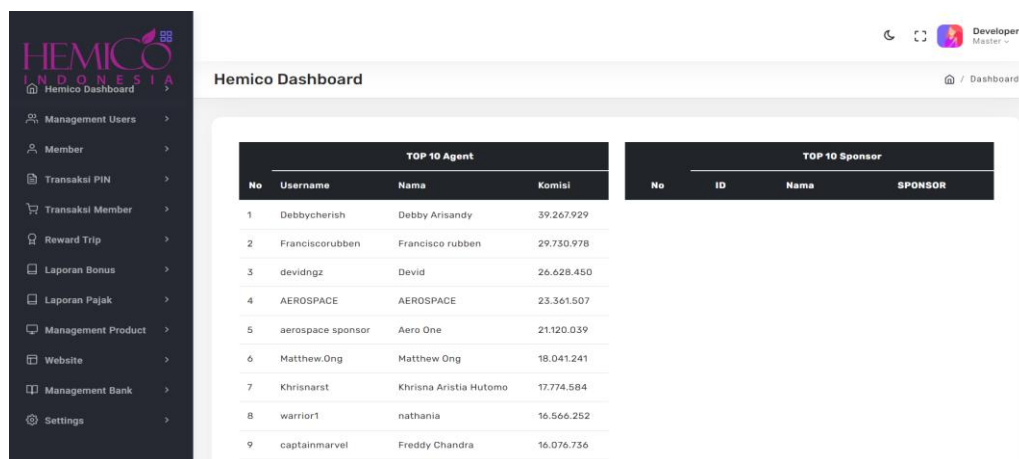 HEMICO
INDONESIA
Hemico Dashboard
Management Users
Member
Transaksi PIN
Transaksi Member
Reward Trip
Laporan Bonus
Laporan Pajak
Management Product
Website
Management Bank
Settings
Developer
Master
Hemico Dashboard
/ Dashboard
TOP 10 Agent
No Username Nama Komisi
1 Debbycherish Debby Arisandy 39.267.929
2 Franciscorubben Francisco rubben 29.730.978
3 devidngz Devid 26.628.450
4 AEROSPACE AEROSPACE 23.361.507
5 aerospace sponsor Aero One 21.120.039
6 Matthew.Ong Matthew Ong 18.041.241
7 Khrisnarst Khrisna Aristia Hutomo 17.774.584
8 warrior1 nathania 16.566.252
9 captainmarvel Freddy Chandra 16.076.736
TOP 10 Sponsor
No ID Nama SPONSOR